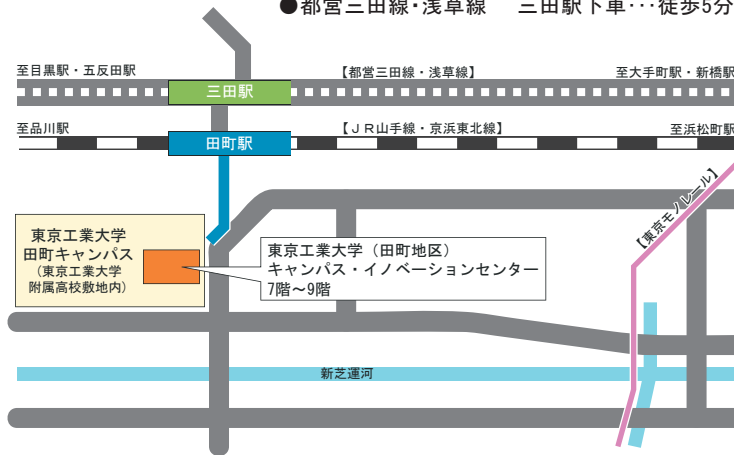 ●都営三田線・浅草線　三田駅下車･･･徒歩5分
至目黒駅・五反田駅
【都営三田線・浅草線】
至大手町駅・新橋駅
三田駅
至品川駅
【ＪＲ山手線・京浜東北線】
至浜松町駅
田町駅
【東京モノレール】
東京工業大学
田町キャンパス
（東京工業大学
附属高校敷地内）
東京工業大学（田町地区）
キャンパス・イノベーションセンター
7階～9階
新芝運河